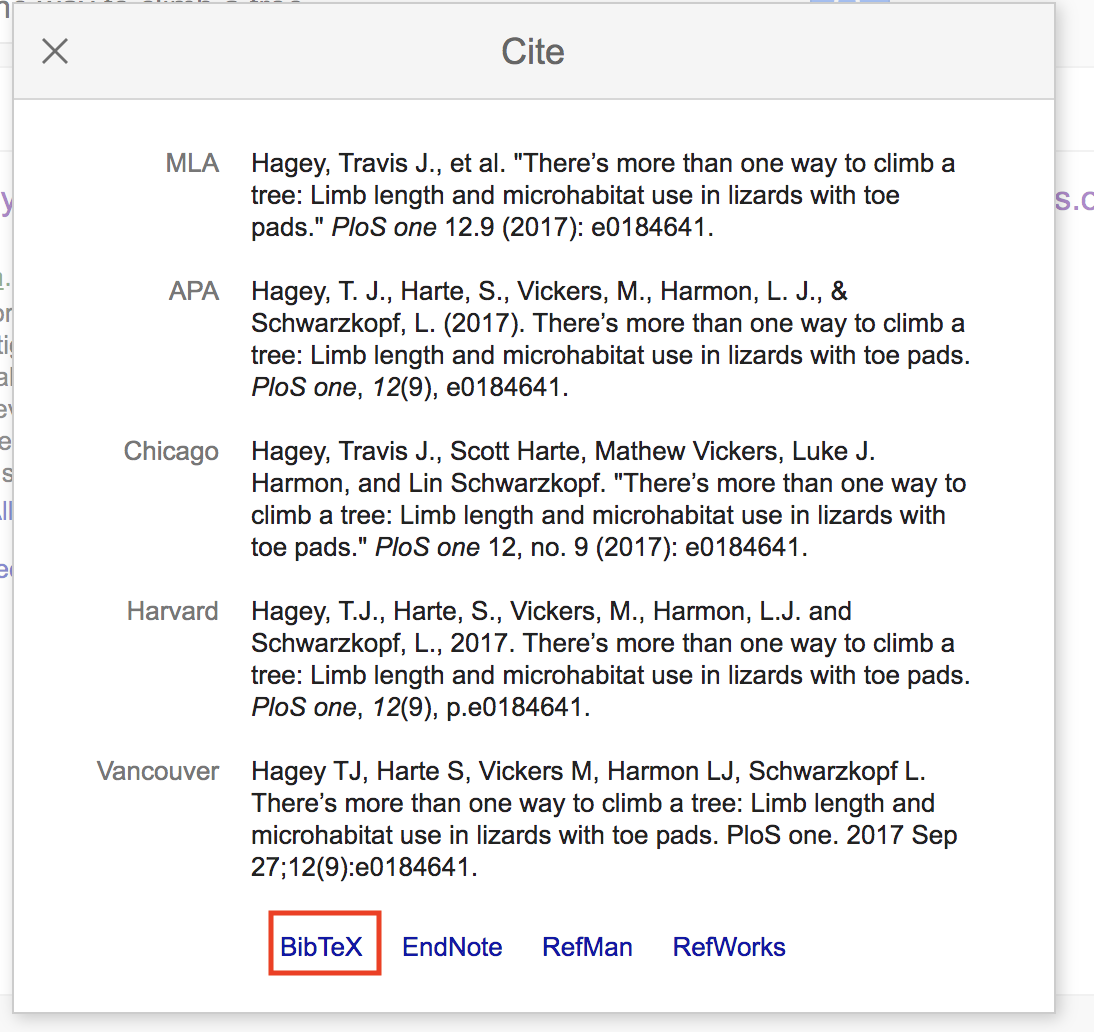 Cite
MLA
Hagey, Travis J., et al. "There’s more than one way to climb a
tree: Limb length and microhabitat use in lizards with toe
pads." PloS one 12.9 (2017): e0184641.
APA
Hagey, T. J., Harte, S., Vickers, M., Harmon, L. J., &
Schwarzkopf, L. (2017). There’s more than one way to climb a
tree: Limb length and microhabitat use in lizards with toe pads.
PloS one, 12(9), e0184641.
Chicago
Hagey, Travis J., Scott Harte, Mathew Vickers, Luke J.
Harmon, and Lin Schwarzkopf. "There’s more than one way to
climb a tree: Limb length and microhabitat use in lizards with
toe pads." PloS one 12, no. 9 (2017): e0184641.
Harvard
Hagey, T.J., Harte, S., Vickers, M., Harmon, L.J. and
Schwarzkopf, L., 2017. There’s more than one way to climb a
tree: Limb length and microhabitat use in lizards with toe pads.
PloS one, 12(9), p.e0184641.
Vancouver
Hagey TJ, Harte S, Vickers M, Harmon LJ, Schwarzkopf L.
There’s more than one way to climb a tree: Limb length and
microhabitat use in lizards with toe pads. PloS one. 2017 Sep
27;12(9):e0184641.
BibTeX EndNote RefMan RefWorks